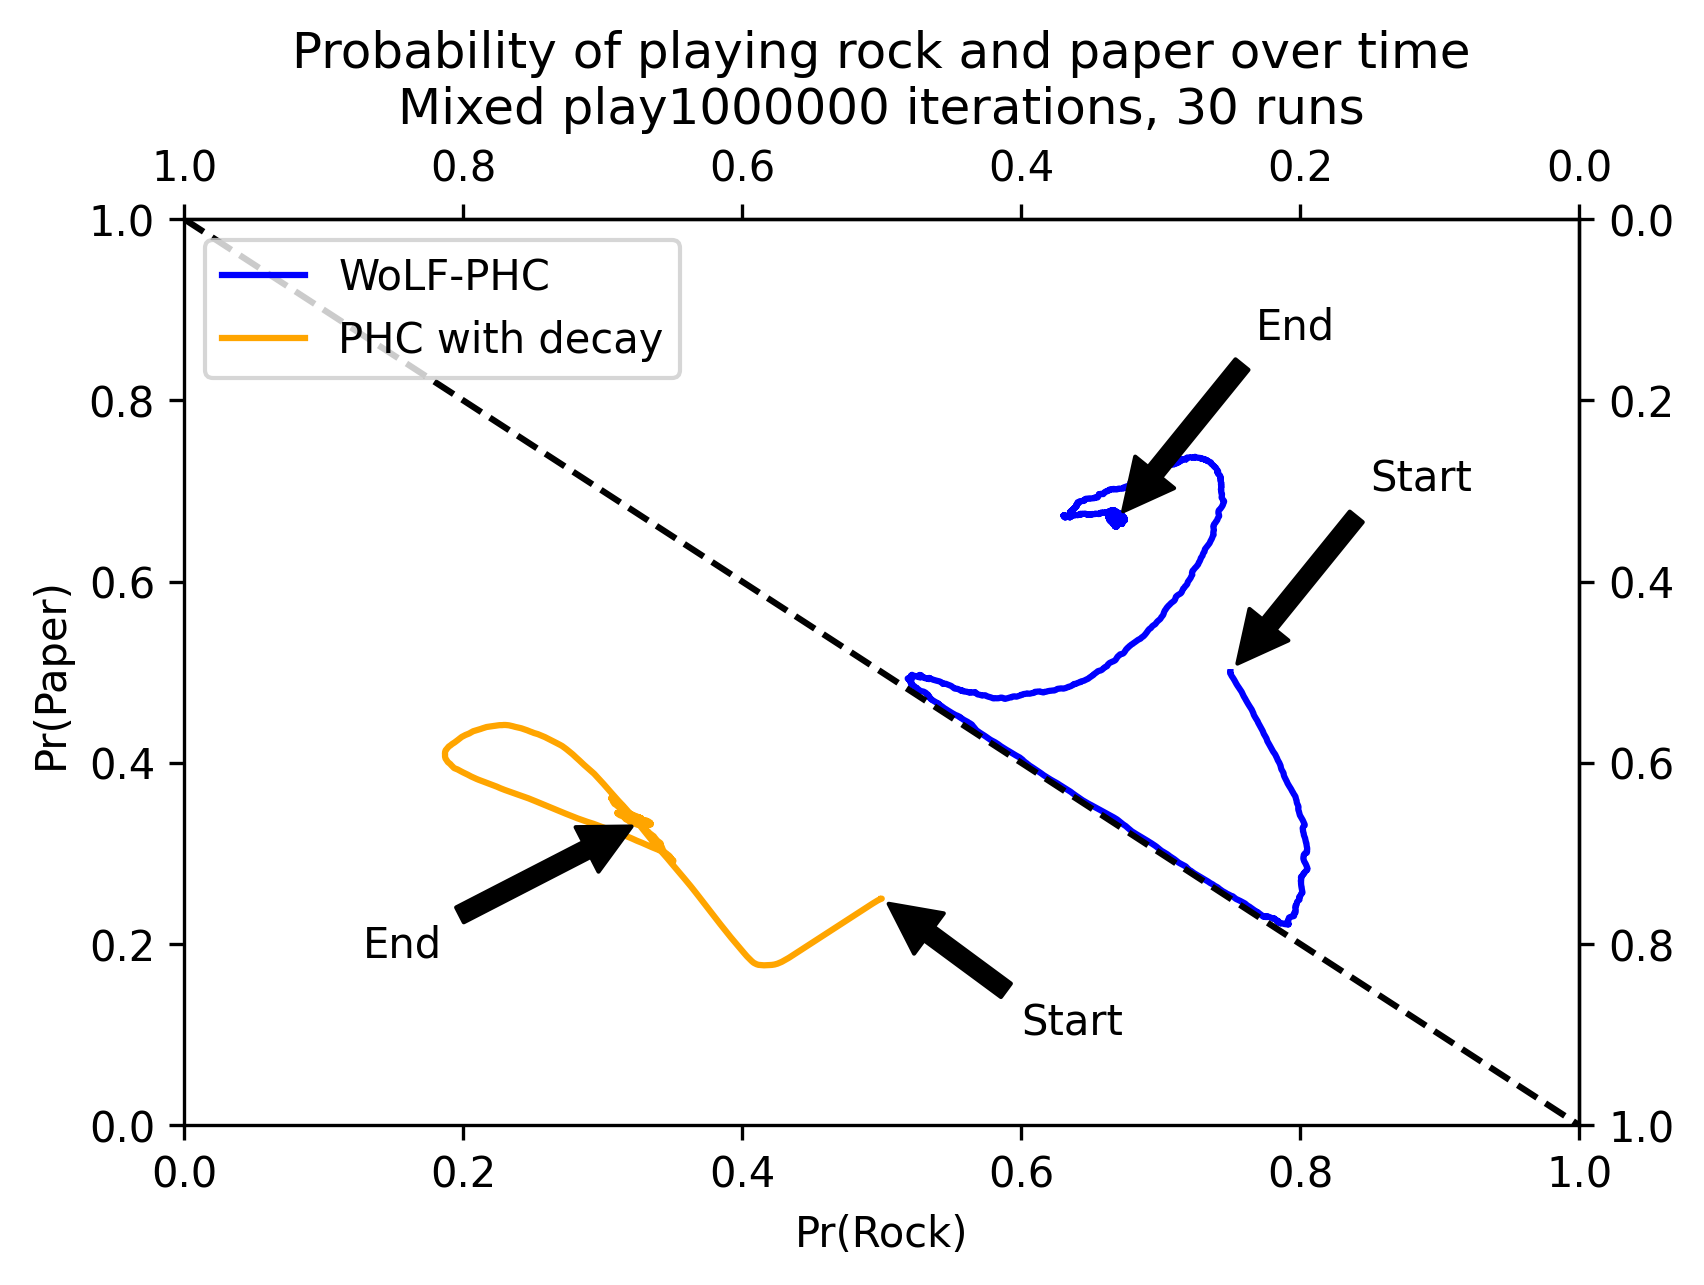 Probability of playing rock and paper over time
Mixed play1000000 iterations, 30 runs
1.0 0.8 0.6 0.4 0.2 0.0
1.0 0.0
WoLF-PHC
PHC with decay
End
0.8 0.2
Start
0.6 0.4
Pr(Paper)
0.4 0.6
End
0.2 0.8
Start
0.0 1.0
0.0 0.2 0.4 0.6 0.8 1.0
Pr(Rock)